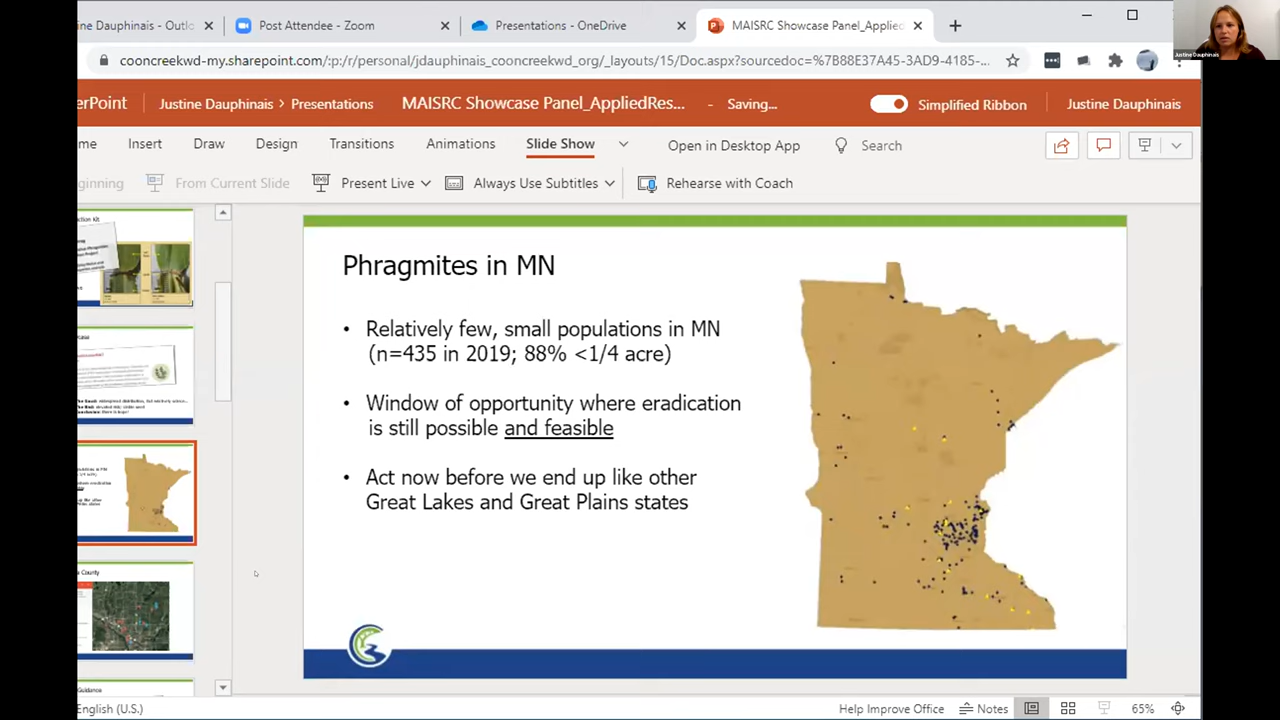 ine Dauphinais - Outlo
Post Attendee - Zoom
Presentations - OneDrive
MAISRC Showcase Panel_Applied
Justine Dauphinais
cooncreekwd-my.sharepoint.com/:p:/r/personal/jdauphinais_
creekwd_org/_layouts/15/Doc.aspx?sourcedoc=%7B88E37A45-3AD9-4185-...
erPoint
Justine Dauphinais > Presentations
MAISRC Showcase Panel_AppliedRes...
- Saving...
Simplified Ribbon
Justine Dauphinais
me
Insert
Draw
Design
Transitions
Animations
Slide Show
Open in Desktop App
Search
ginning
From Current Slide
Present Live
Always Use Subtitles
Rehearse with Coach
Phragmites in MN
• Relatively few, small populations in MN
(n=435 in 2019; 88% <1/4 acre)
• Window of opportunity where eradication
is still possible and feasible
• Act now before we end up like other
Great Lakes and Great Plains states
English (U.S.)
Help Improve Office
Notes
65%